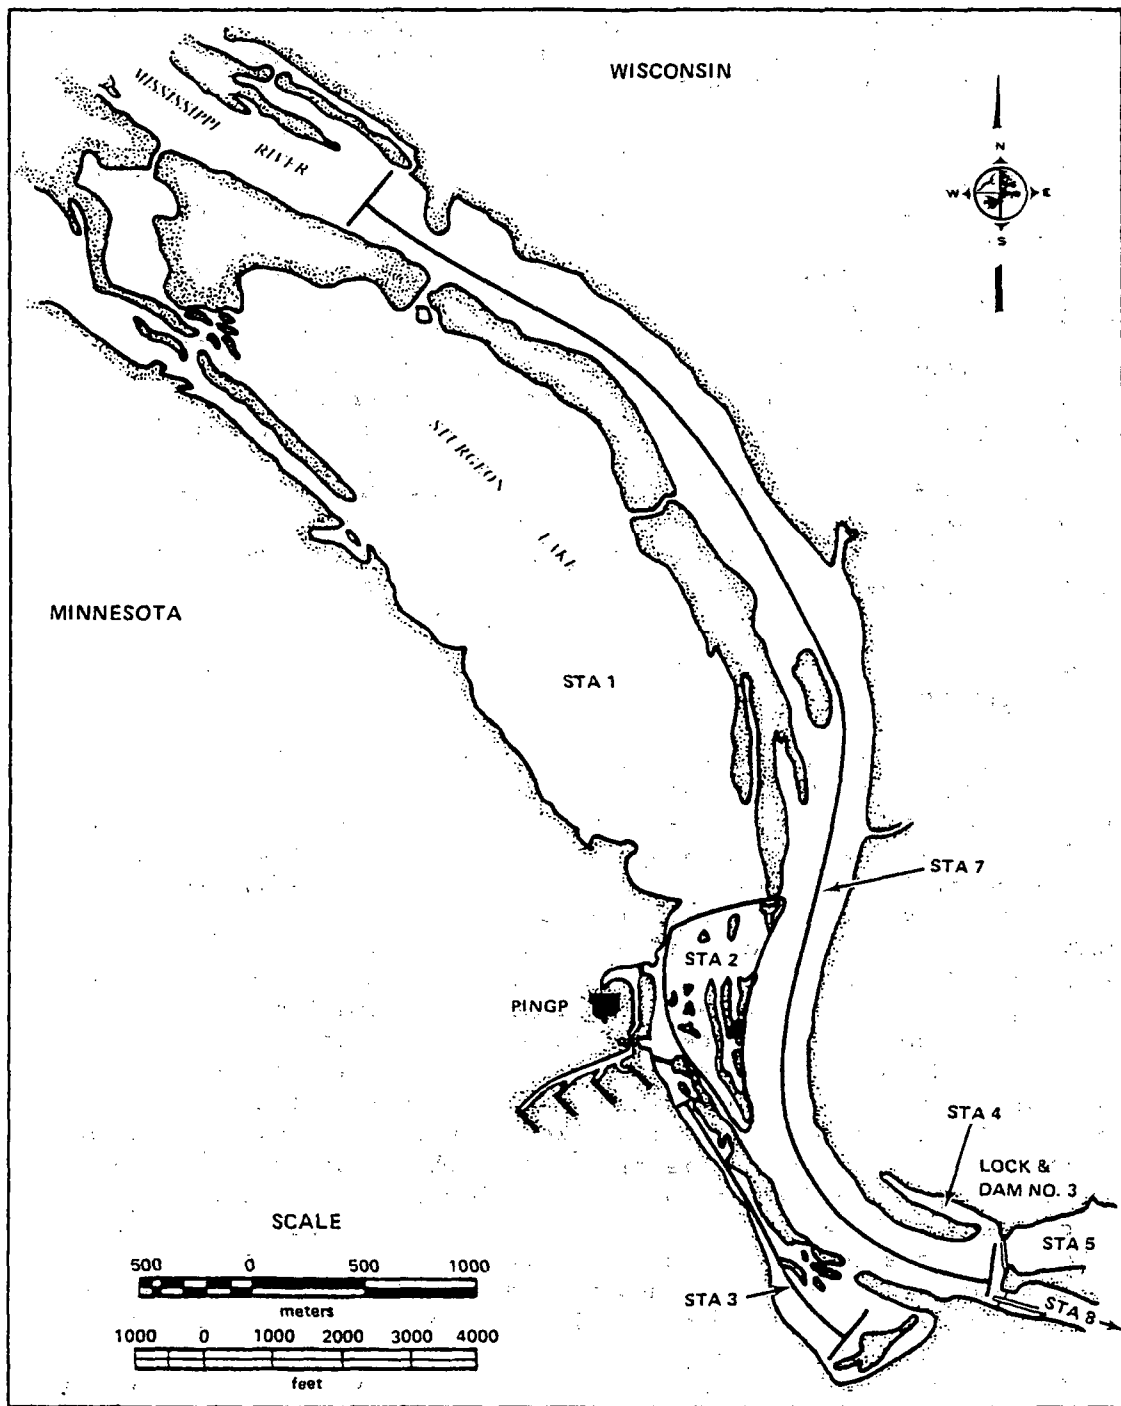 WISCONSIN
MISSISSIPPI
RIVER
N
W E
S
STURGEON
LAKE
MINNESOTA
STA 1
STA 7
STA 2
PINGP
STA 4
LOCK &
DAM NO. 3
STA 5
STA 3
STA 8
SCALE
500 0 500 1000
meters
1000 0 1000 2000 3000 4000
feet